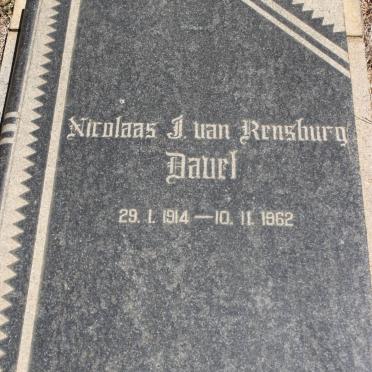 Nicolaas J. van Rensburg
Davel
29. 1. 1914 — 10. 11. 1962